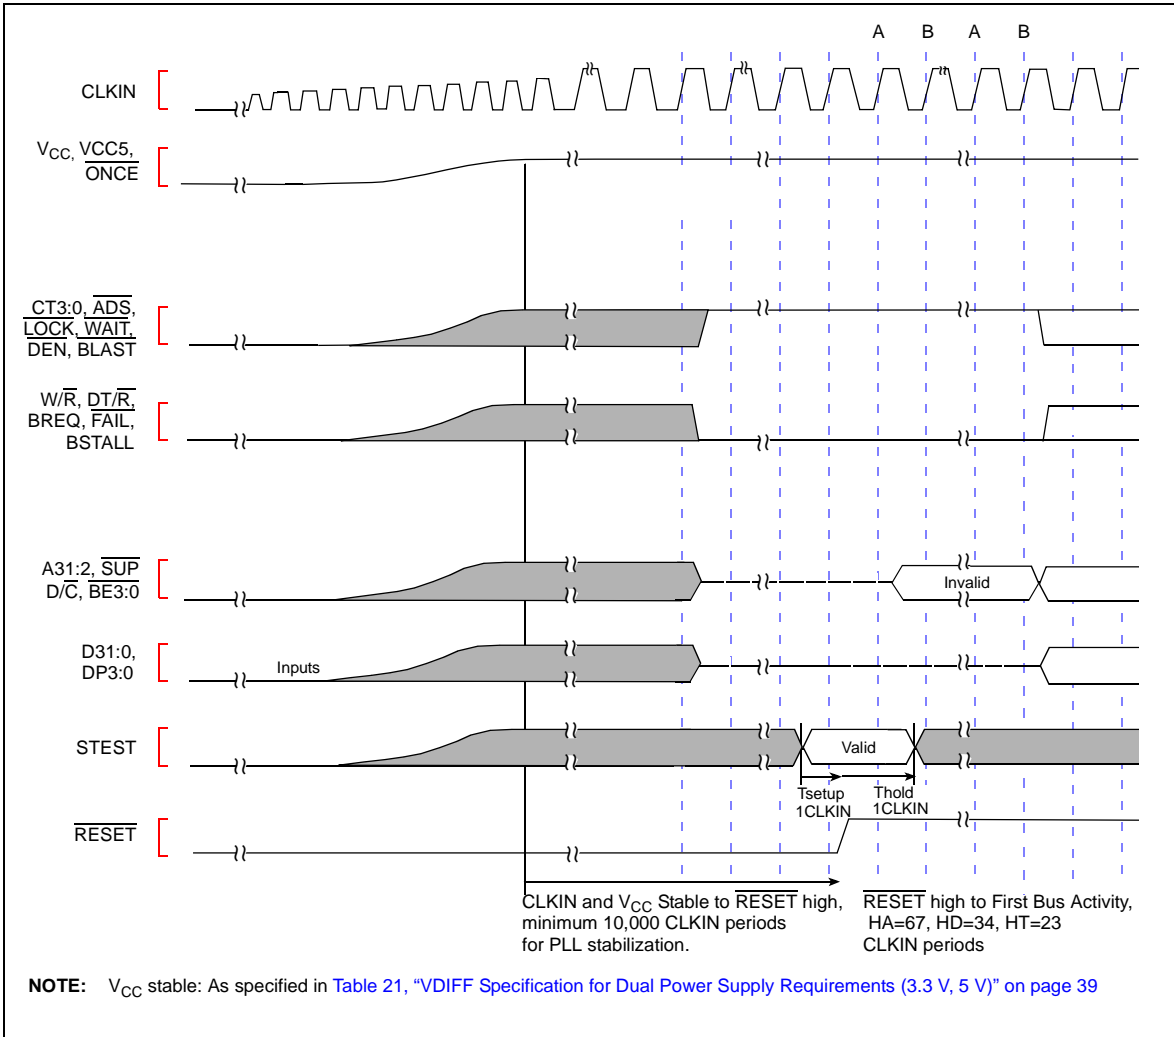 A B A B
CLKIN
VCC, VCC5,
ONCE
CT3:0, ADS,
LOCK, WAIT,
DEN, BLAST
W/R, DT/R,
BREQ, FAIL,
BSTALL
A31:2, SUP
D/C, BE3:0
Invalid
D31:0,
DP3:0
Inputs
STEST
Valid
Tsetup
1CLKIN
Thold
1CLKIN
RESET
CLKIN and VCC Stable to RESET high,
minimum 10,000 CLKIN periods
for PLL stabilization.
RESET high to First Bus Activity,
HA=67, HD=34, HT=23
CLKIN periods
NOTE: VCC stable: As specified in Table 21, “VDIFF Specification for Dual Power Supply Requirements (3.3 V, 5 V)” on page 39